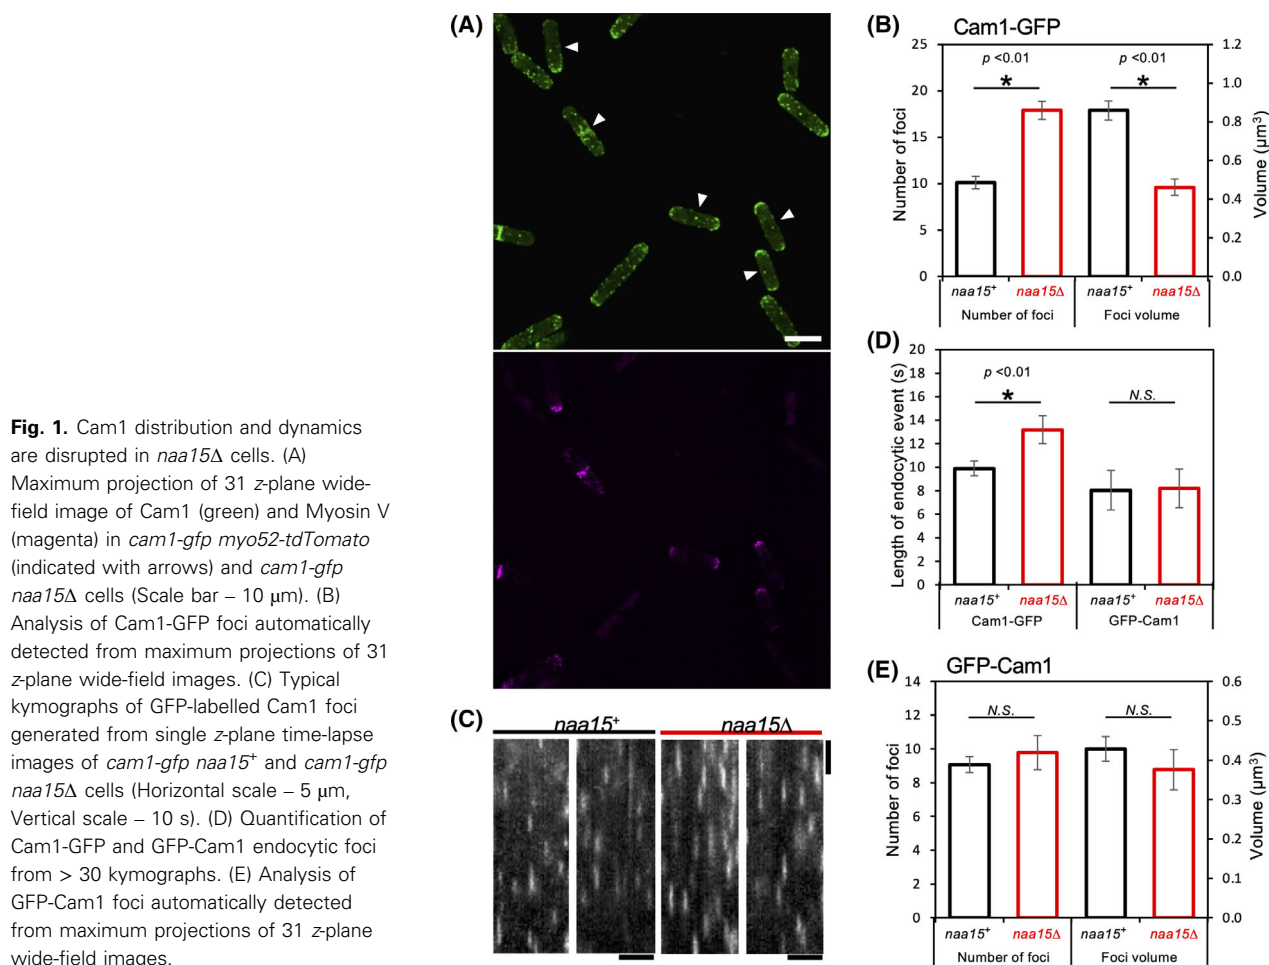 Fig. 1. Cam1 distribution and dynamics
are disrupted in naa15Δ cells. (A)
Maximum projection of 31 z-plane wide-
field image of Cam1 (green) and Myosin V
(magenta) in cam1-gfp myo52-tdTomato
(indicated with arrows) and cam1-gfp
naa15Δ cells (Scale bar – 10 μm). (B)
Analysis of Cam1-GFP foci automatically
detected from maximum projections of 31
z-plane wide-field images. (C) Typical
kymographs of GFP-labelled Cam1 foci
generated from single z-plane time-lapse
images of cam1-gfp naa15⁺ and cam1-gfp
naa15Δ cells (Horizontal scale – 5 μm,
Vertical scale – 10 s). (D) Quantification of
Cam1-GFP and GFP-Cam1 endocytic foci
from > 30 kymographs. (E) Analysis of
GFP-Cam1 foci automatically detected
from maximum projections of 31 z-plane
wide-field images.
(A)
(B) Cam1-GFP
25
20
15
10
5
0
Number of foci
p <0.01
*
p <0.01
*
1.2
1.0
0.8
0.6
0.4
0.2
0.0
Volume (μm³)
naa15⁺ naa15Δ naa15⁺ naa15Δ
Number of foci Foci volume
(C)
naa15⁺ naa15Δ
(D)
20
18
16
14
12
10
8
6
4
2
0
Length of endocytic event (s)
p <0.01
*
N.S.
naa15⁺ naa15Δ naa15⁺ naa15Δ
Cam1-GFP GFP-Cam1
(E) GFP-Cam1
14
12
10
8
6
4
2
0
Number of foci
N.S. N.S.
0.6
0.5
0.4
0.3
0.2
0.1
0.0
Volume (μm³)
naa15⁺ naa15Δ naa15⁺ naa15Δ
Number of foci Foci volume